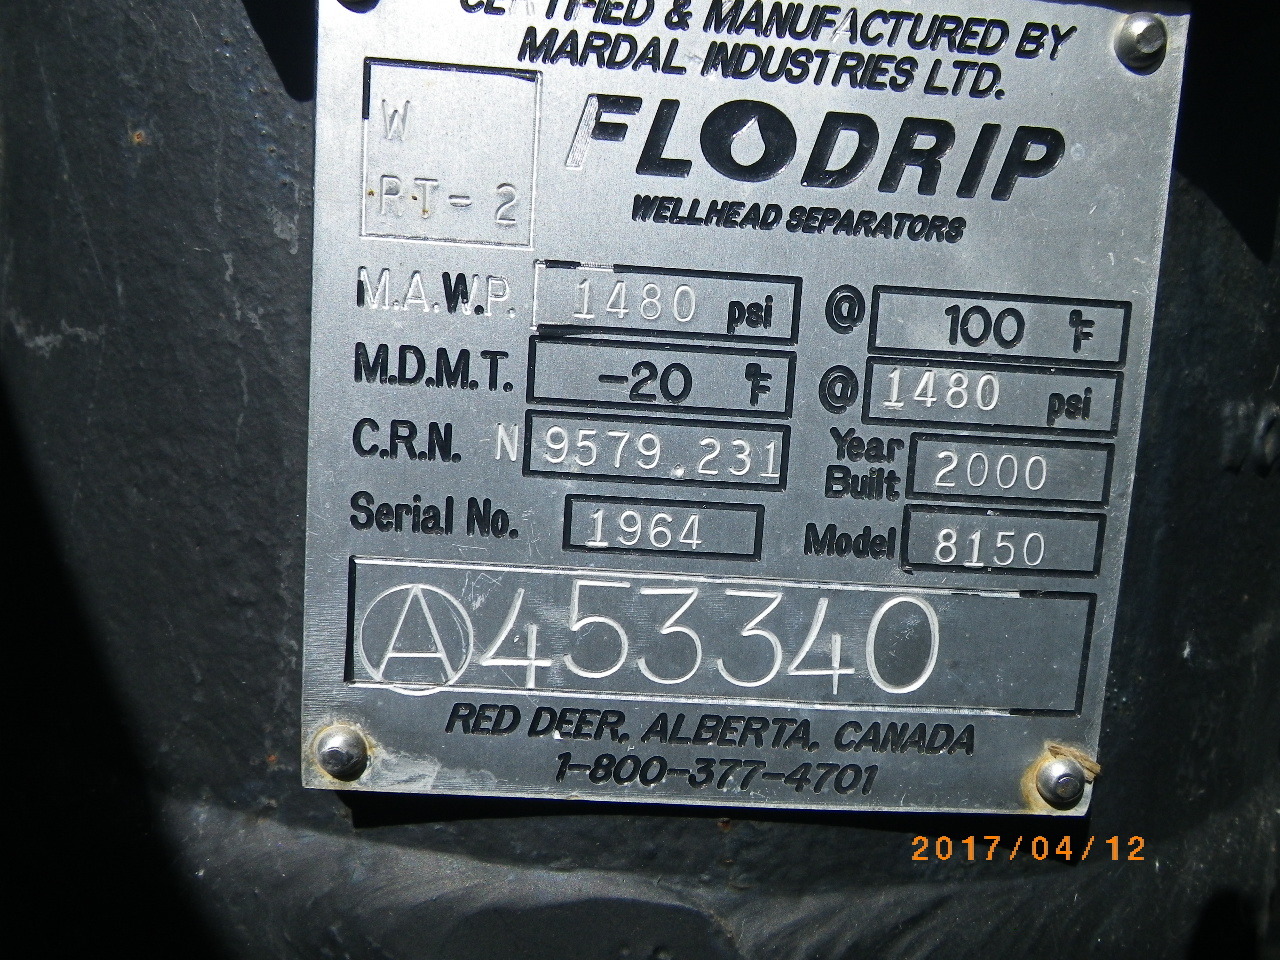 CERTIFIED & MANUFACTURED BY
MARDAL INDUSTRIES LTD.
W
RT-2
FLODRIP
WELLHEAD SEPARATORS
M.A.W.P. 1480 psi @ 100 °F
M.D.M.T. -20 °F @ 1480 psi
C.R.N. N 9579.231 Year Built 2000
Serial No. 1964 Model 8150
A 453340
RED DEER, ALBERTA, CANADA
1-800-377-4701
2017/04/12